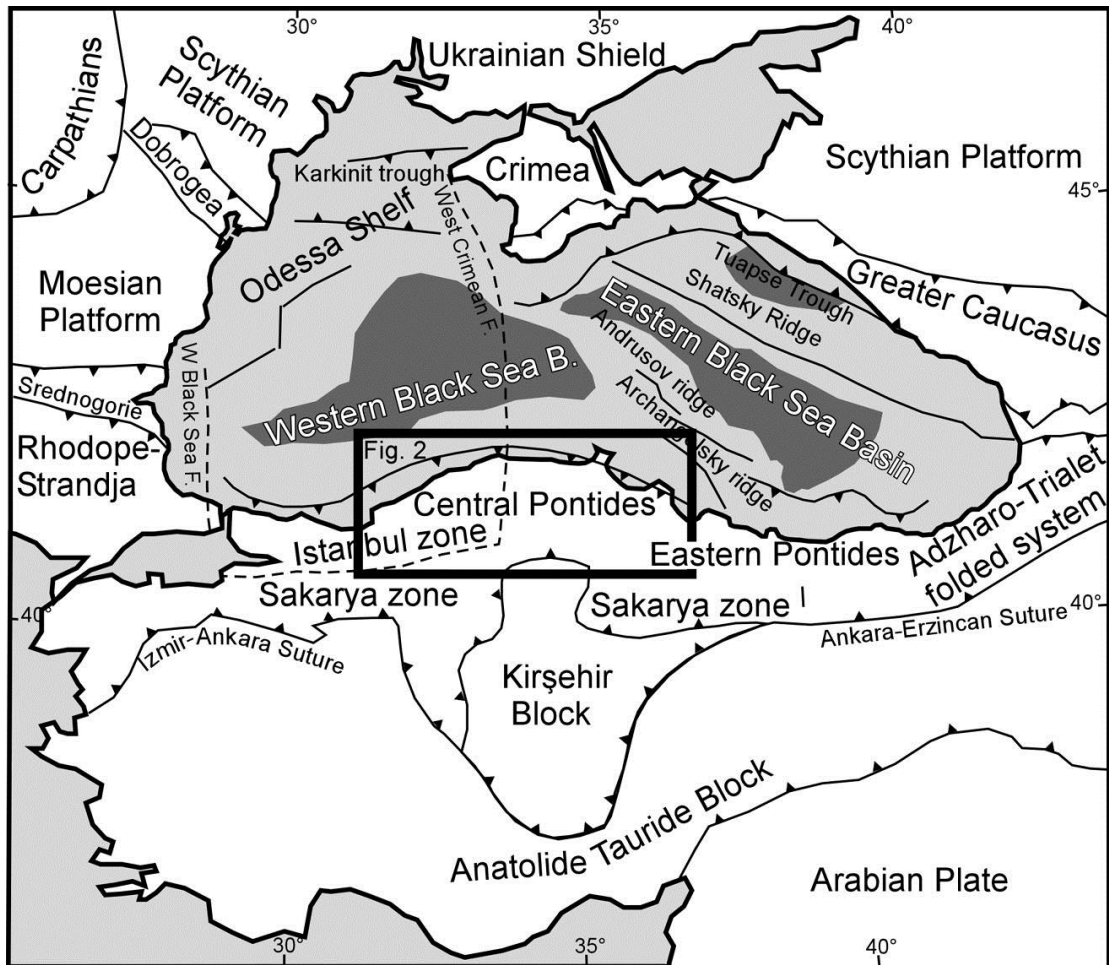 30°
35°
40°
Ukrainian Shield
Scythian
Platform
Carpathians
Dobrogea
Karkinit trough
Crimea
Scythian Platform
45°
Odessa Shelf
West Crimean F.
Moesian
Platform
Tuapse Trough
Shatsky Ridge
Greater Caucasus
Eastern Black Sea Basin
Andrusov ridge
Archangelsky ridge
Western Black Sea B.
W Black Sea F.
Srednogorie
Rhodope-
Strandja
Fig. 2
Central Pontides
Istanbul zone
Eastern Pontides
Adzharo-Trialet
folded system
Sakarya zone
Sakarya zone
40°
40°
Izmir-Ankara Suture
Ankara-Erzincan Suture
Kirşehir
Block
Anatolide Tauride Block
Arabian Plate
30°
35°
40°